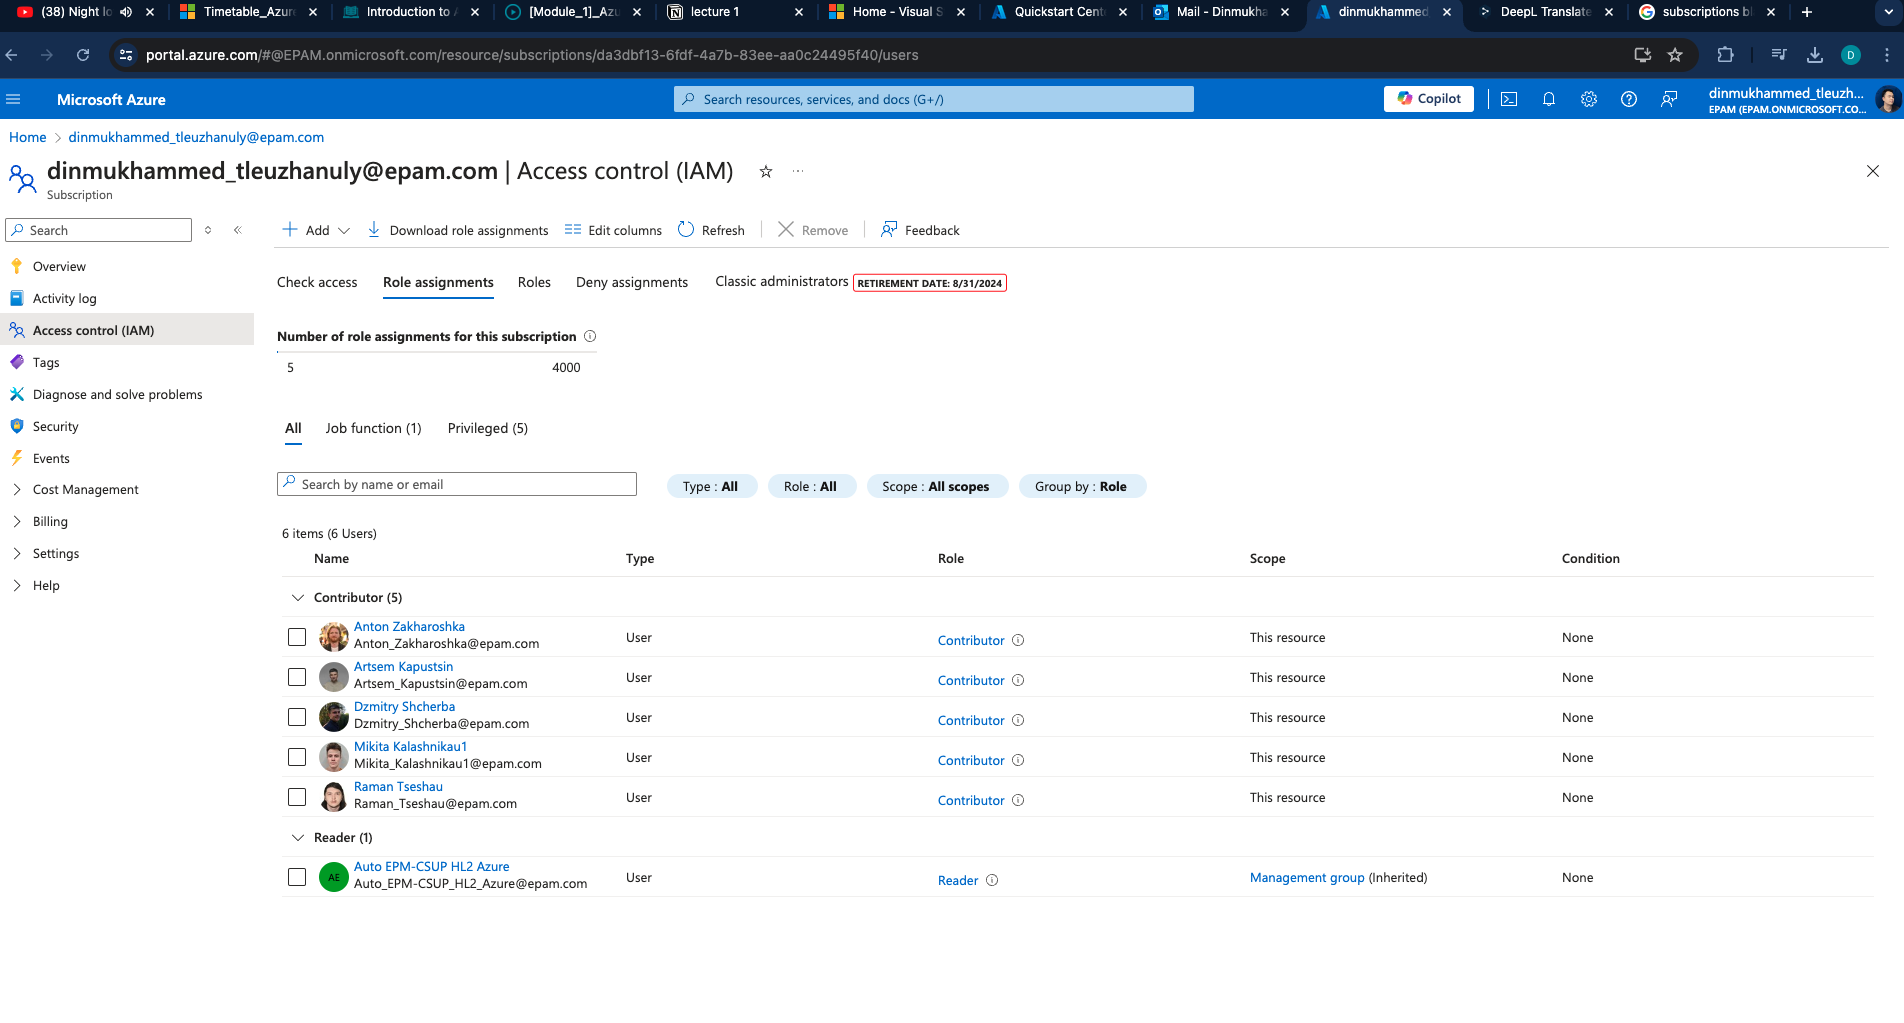 (38) Night lo
Timetable_Azure
Introduction to A
[Module_1]_Azu
lecture 1
Home - Visual S
Quickstart Cent
Mail - Dinmukha
dinmukhammed
DeepL Translate
subscriptions bl
portal.azure.com/#@EPAM.onmicrosoft.com/resource/subscriptions/da3dbf13-6fdf-4a7b-83ee-aa0c24495f40/users
D
Microsoft Azure
Search resources, services, and docs (G+/)
Copilot
dinmukhammed_tleuzh...
EPAM (EPAM.ONMICROSOFT.CO...
Home > dinmukhammed_tleuzhanuly@epam.com
dinmukhammed_tleuzhanuly@epam.com | Access control (IAM)
Subscription
Search
Add
Download role assignments
Edit columns
Refresh
Remove
Feedback
Overview
Activity log
Access control (IAM)
Tags
Diagnose and solve problems
Security
Events
Cost Management
Billing
Settings
Help
Check access
Role assignments
Roles
Deny assignments
Classic administrators
RETIREMENT DATE: 8/31/2024
Number of role assignments for this subscription
5 4000
All
Job function (1)
Privileged (5)
Search by name or email
Type : All
Role : All
Scope : All scopes
Group by : Role
6 items (6 Users)
Name Type Role Scope Condition
Contributor (5)
Anton Zakharoshka
Anton_Zakharoshka@epam.com
User Contributor This resource None
Artsem Kapustsin
Artsem_Kapustsin@epam.com
User Contributor This resource None
Dzmitry Shcherba
Dzmitry_Shcherba@epam.com
User Contributor This resource None
Mikita Kalashnikau1
Mikita_Kalashnikau1@epam.com
User Contributor This resource None
Raman Tseshau
Raman_Tseshau@epam.com
User Contributor This resource None
Reader (1)
AE
Auto EPM-CSUP HL2 Azure
Auto_EPM-CSUP_HL2_Azure@epam.com
User Reader Management group (Inherited) None